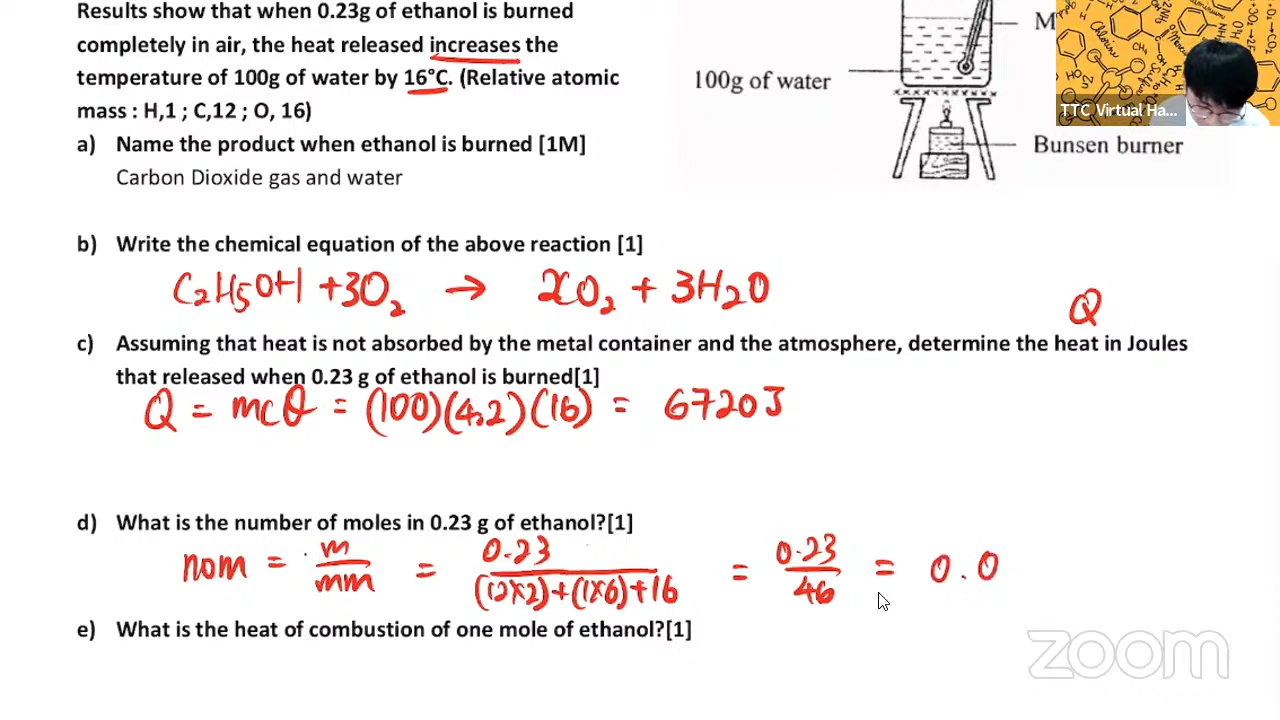 Results show that when 0.23g of ethanol is burned
completely in air, the heat released increases the
temperature of 100g of water by 16°C. (Relative atomic
mass : H,1 ; C,12 ; O, 16)
M
100g of water
TTC Virtual Ha...
Bunsen burner
a) Name the product when ethanol is burned [1M]
Carbon Dioxide gas and water
b) Write the chemical equation of the above reaction [1]
C2H5OH + 3O2 → 2CO2 + 3H2O
Q
c) Assuming that heat is not absorbed by the metal container and the atmosphere, determine the heat in Joules
that released when 0.23 g of ethanol is burned[1]
Q = mcθ = (100)(4.2)(16) = 6720J
d) What is the number of moles in 0.23 g of ethanol?[1]
nom = m/mm = 0.23/(12x2)+(1x6)+16 = 0.23/46 = 0.0
e) What is the heat of combustion of one mole of ethanol?[1]
zoom